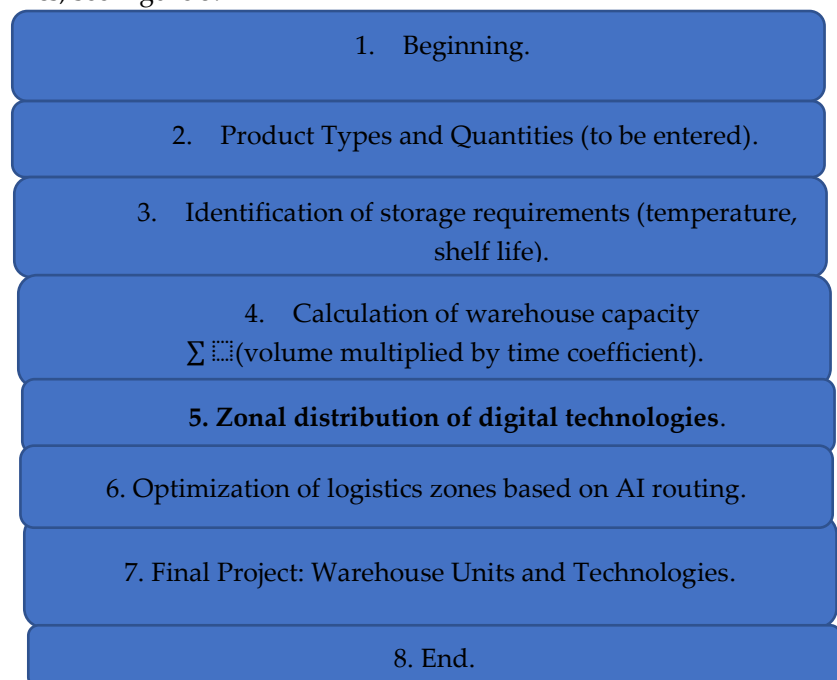 1. Beginning.
2. Product Types and Quantities (to be entered).
3. Identification of storage requirements (temperature,
shelf life).
4. Calculation of warehouse capacity
∑ ⬚(volume multiplied by time coefficient).
5. Zonal distribution of digital technologies.
6. Optimization of logistics zones based on AI routing.
7. Final Project: Warehouse Units and Technologies.
8. End.